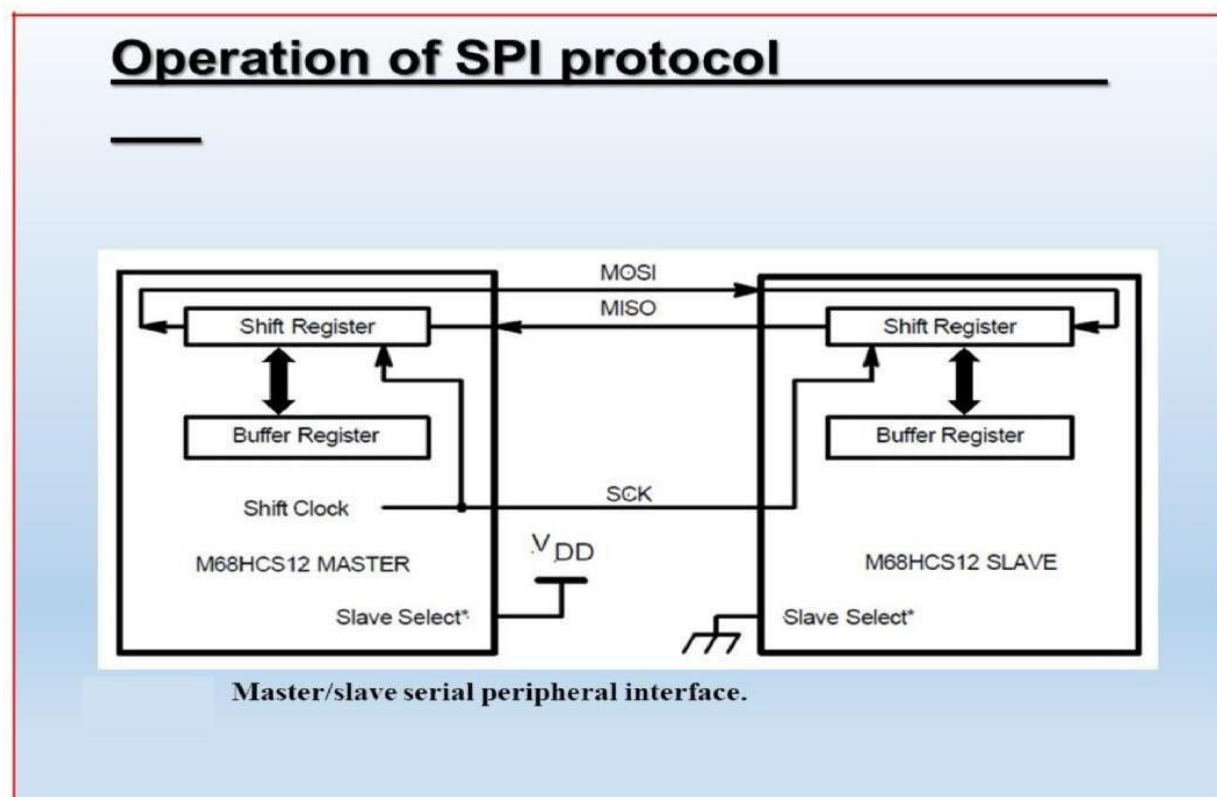 Operation of SPI protocol
MOSI
MISO
Shift Register
Shift Register
Buffer Register
Buffer Register
Shift Clock
SCK
M68HCS12 MASTER
VDD
M68HCS12 SLAVE
Slave Select*
Slave Select*
Master/slave serial peripheral interface.